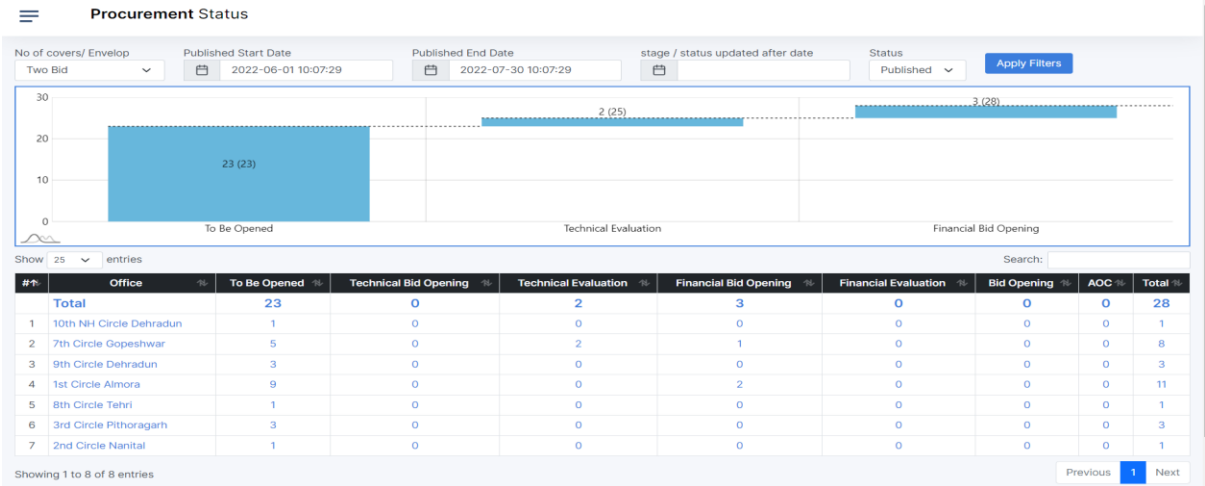 Procurement Status
No of covers/ Envelop Published Start Date Published End Date stage / status updated after date Status
Two Bid 2022-06-01 10:07:29 2022-07-30 10:07:29 Published Apply Filters
30
3 (28)
2 (25)
20
23 (23)
10
0
To Be Opened Technical Evaluation Financial Bid Opening
Show 25 entries Search:
# Office To Be Opened Technical Bid Opening Technical Evaluation Financial Bid Opening Financial Evaluation Bid Opening AOC Total
Total 23 0 2 3 0 0 0 28
1 10th NH Circle Dehradun 1 0 0 0 0 0 0 1
2 7th Circle Gopeshwar 5 0 2 1 0 0 0 8
3 9th Circle Dehradun 3 0 0 0 0 0 0 3
4 1st Circle Almora 9 0 0 2 0 0 0 11
5 8th Circle Tehri 1 0 0 0 0 0 0 1
6 3rd Circle Pithoragarh 3 0 0 0 0 0 0 3
7 2nd Circle Nanital 1 0 0 0 0 0 0 1
Showing 1 to 8 of 8 entries Previous 1 Next